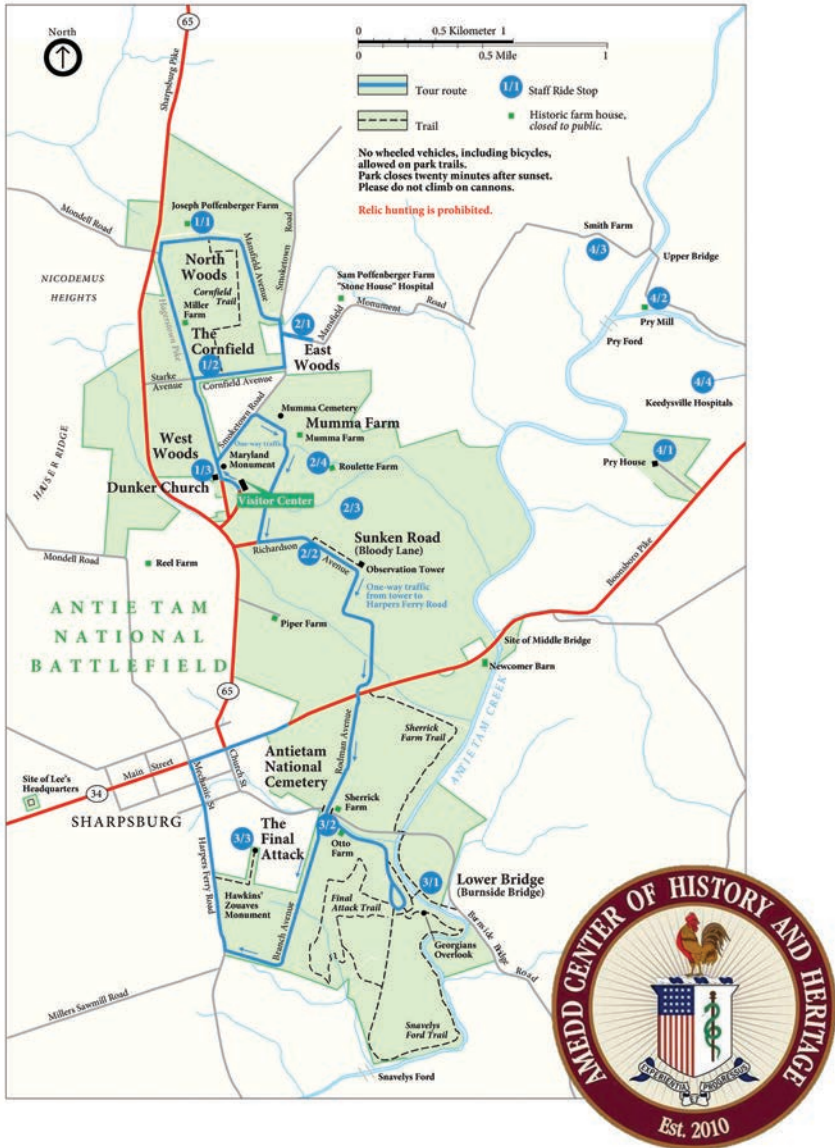 North
65
Sharpsburg Pike
0
0.5 Kilometer
1
0
0.5 Mile
1
Tour route
1/1
Staff Ride Stop
Trail
Historic farm house,
closed to public.
No wheeled vehicles, including bicycles,
allowed on park trails.
Park closes twenty minutes after sunset.
Please do not climb on cannons.
Relic hunting is prohibited.
Mondell Road
Joseph Poffenberger Farm
1/1
Smoketown Road
Mansfield Avenue
North
Woods
Cornfield
Trail
NICODEMUS
HEIGHTS
Miller
Farm
Hagerstown Pike
The
Cornfield
1/2
Sam Poffenberger Farm
"Stone House" Hospital
Mansfield Monument Road
2/1
East
Woods
Smith Farm
4/3
Upper Bridge
4/2
Pry Mill
Pry Ford
4/4
Keedysville Hospitals
Starke
Avenue
Cornfield Avenue
Smoketown Road
Mumma Cemetery
Mumma Farm
Mumma Farm
One-way traffic
West
Woods
Maryland
Monument
1/3
Dunker Church
Visitor Center
2/4
Roulette Farm
4/1
Pry House
HAUSER RIDGE
2/3
Mondell Road
Reel Farm
Richardson Avenue
2/2
Sunken Road
(Bloody Lane)
Observation Tower
One-way traffic
from tower to
Harpers Ferry Road
Boonsboro Pike
ANTIETAM
NATIONAL
BATTLEFIELD
Piper Farm
Site of Middle Bridge
Newcomer Barn
65
ANTIETAM CREEK
Sherrick
Farm Trail
Rodman Avenue
Antietam
National
Cemetery
Church St
Mechanic St
Main Street
Site of Lee's
Headquarters
34
SHARPSBURG
Sherrick
Farm
3/2
Otto
Farm
3/3
The
Final
Attack
Harpers Ferry Road
Hawkins'
Zouaves
Monument
Branch Avenue
Final
Attack Trail
3/1
Lower Bridge
(Burnside Bridge)
Georgians
Overlook
Burnside Bridge Road
Millers Sawmill Road
Snavelys
Ford Trail
Snavelys Ford
AMEDD CENTER OF HISTORY AND HERITAGE
EXPERIENTIA ET PROGRESSUS
Est. 2010